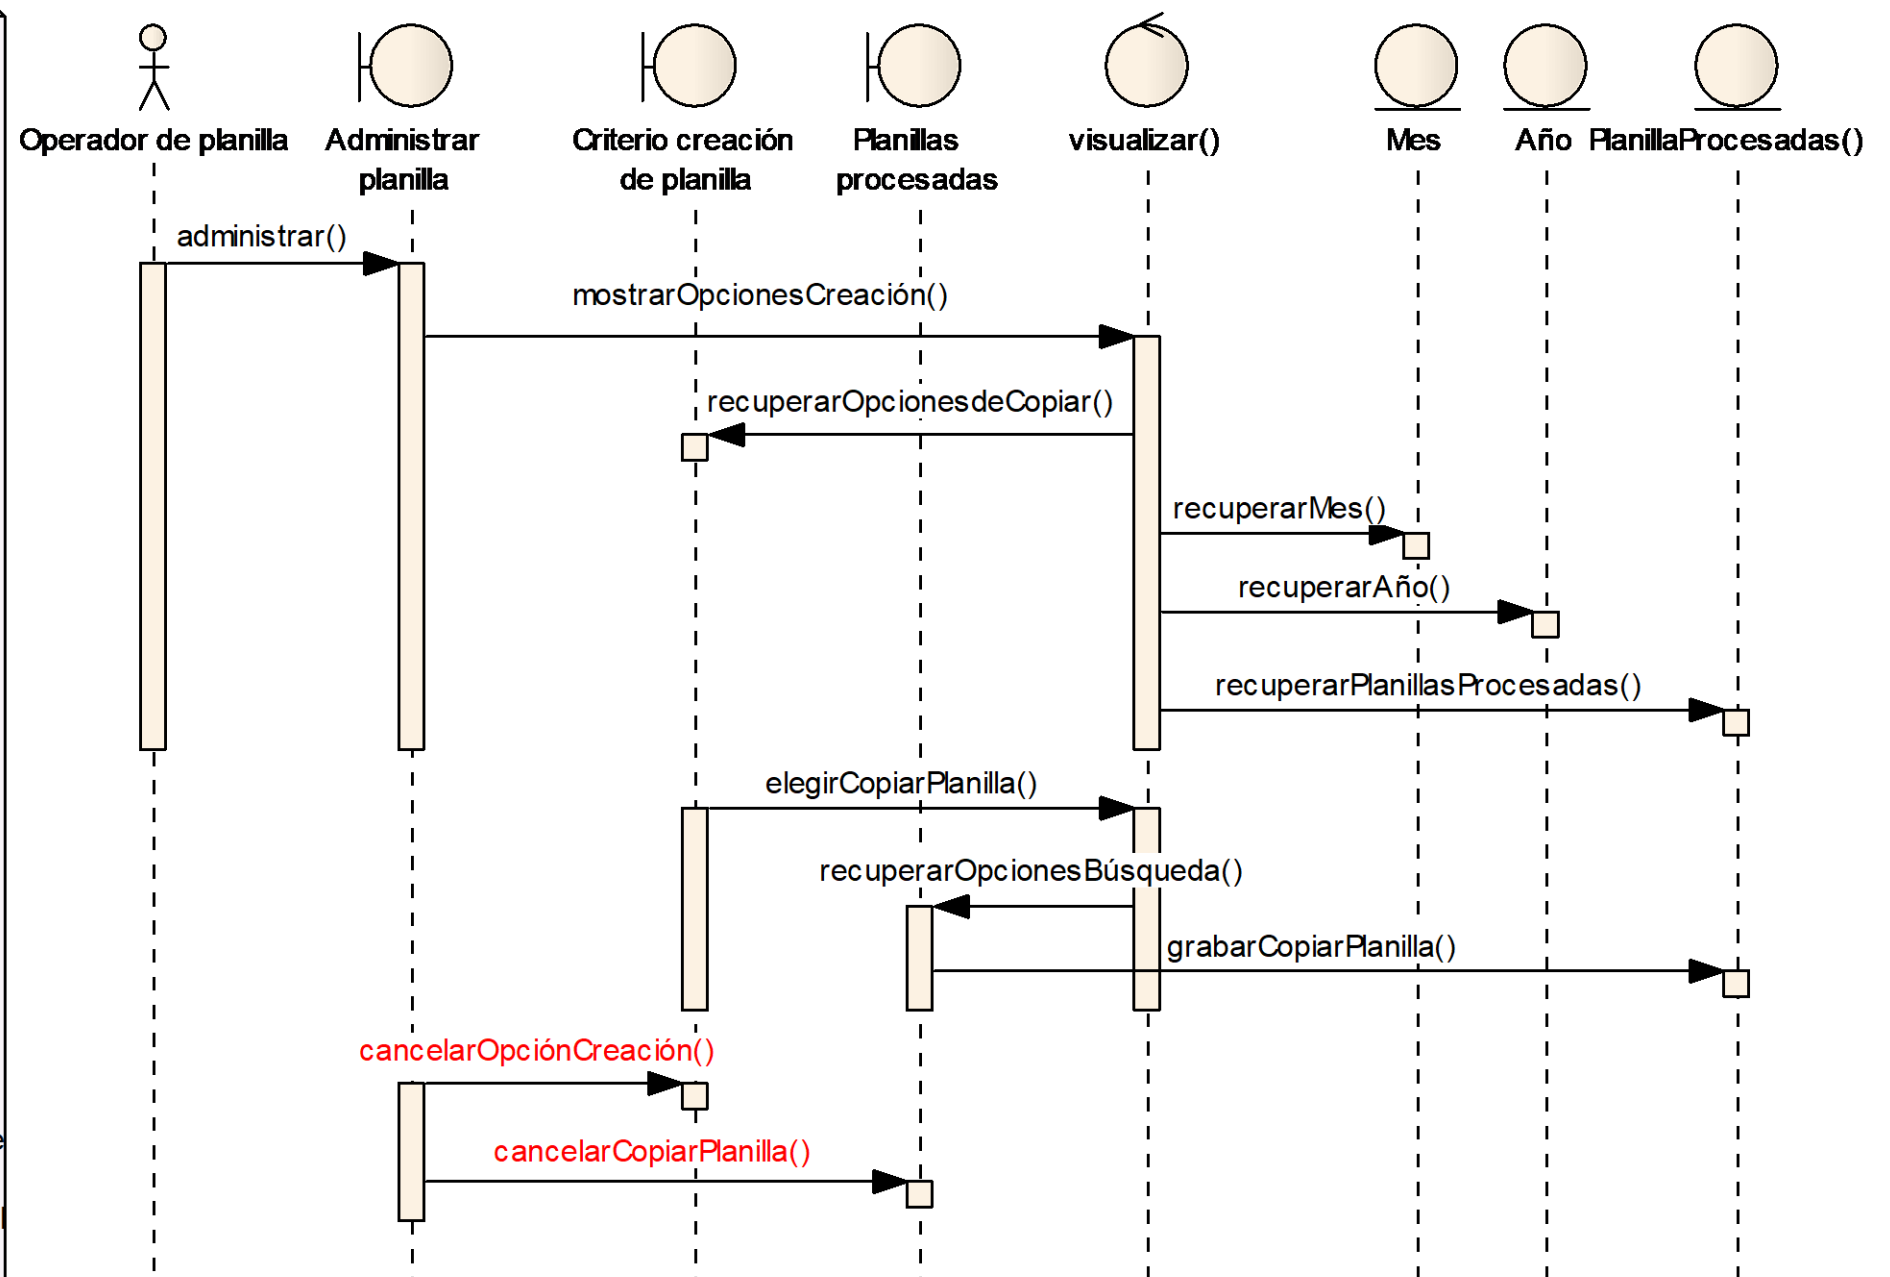 Operador de planilla
Administrar
planilla
Criterio creación
de planilla
Planillas
procesadas
visualizar()
Mes
Año
PlanillaProcesadas()
administrar()
mostrarOpcionesCreación()
recuperarOpcionesdeCopiar()
recuperarMes()
recuperarAño()
recuperarPlanillasProcesadas()
elegirCopiarPlanilla()
recuperarOpcionesBúsqueda()
grabarCopiarPlanilla()
cancelarOpciónCreación()
cancelarCopiarPlanilla()